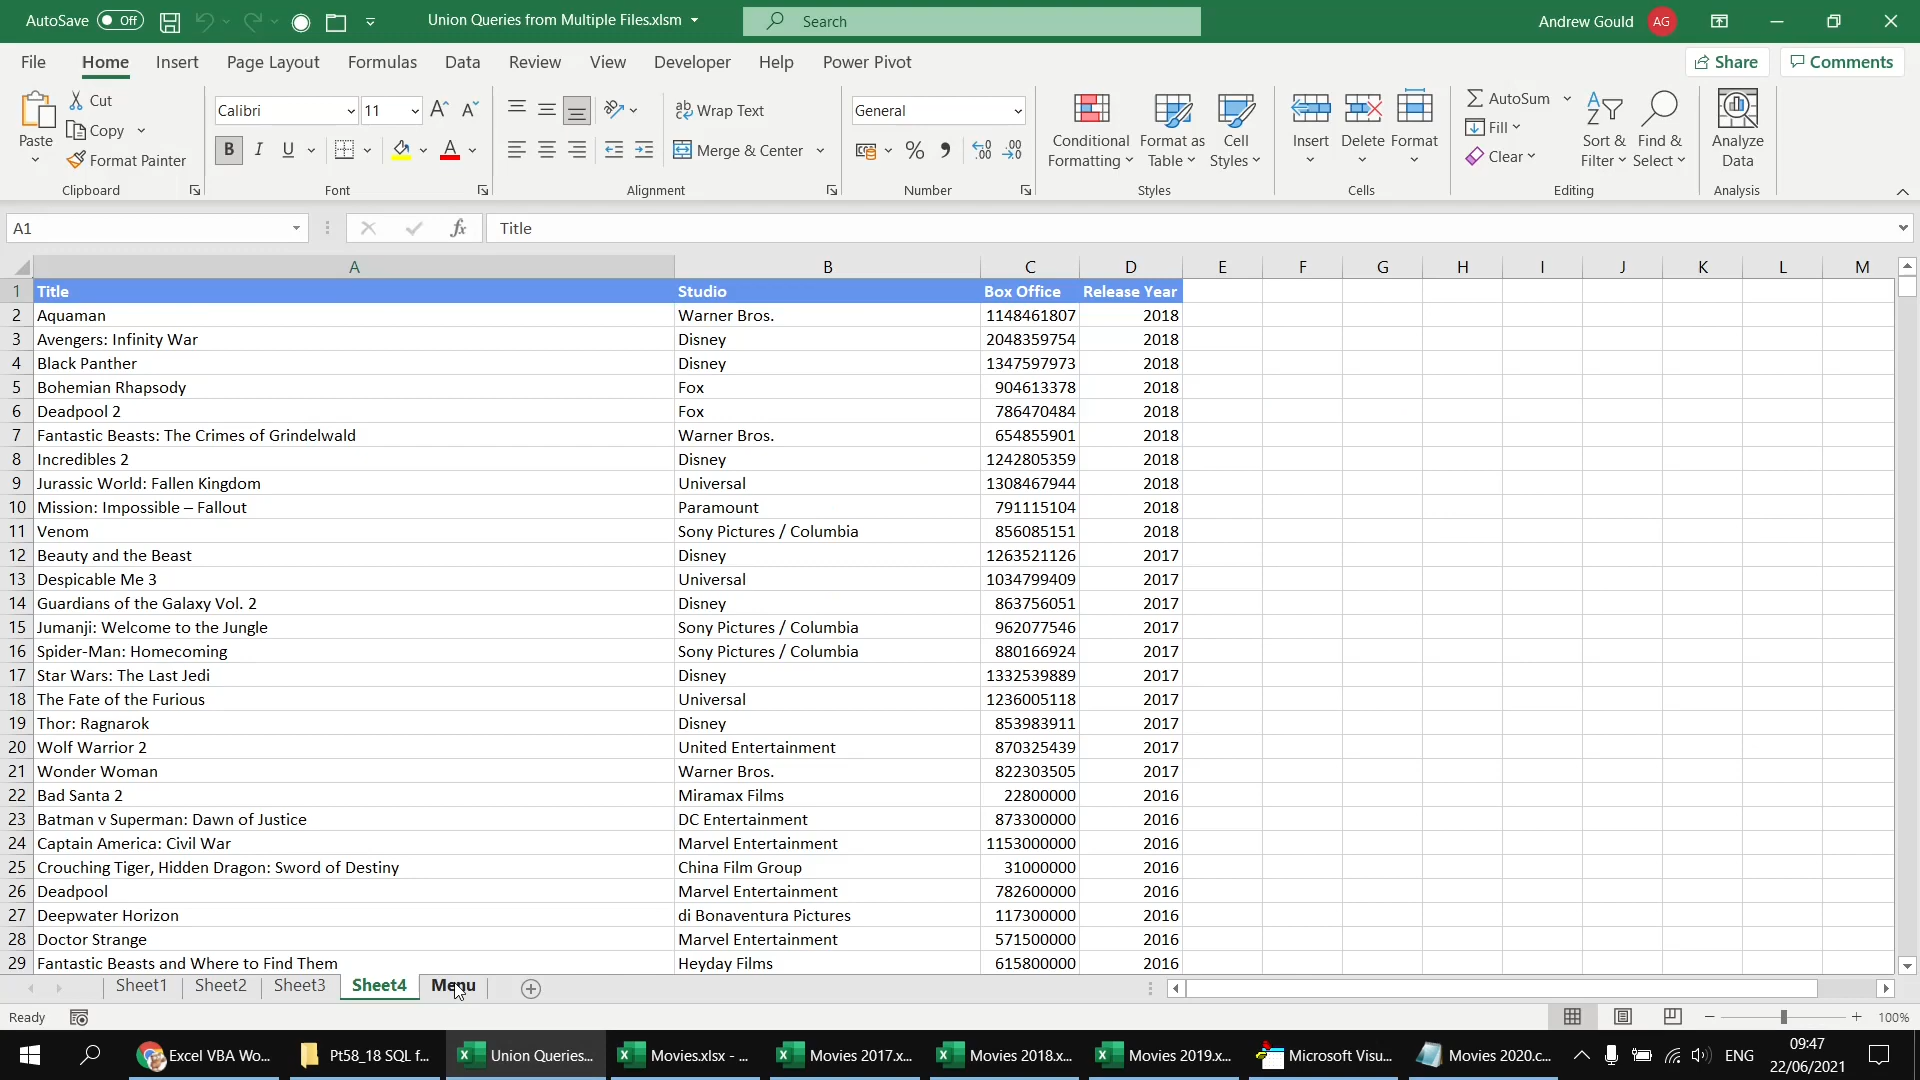 AutoSave Off Union Queries from Multiple Files.xlsm Search Andrew Gould AG
File Home Insert Page Layout Formulas Data Review View Developer Help Power Pivot Share Comments
Paste Cut Copy Format Painter Clipboard
Calibri 11 B I U A Font
Wrap Text Merge & Center Alignment
General % Number
Conditional Formatting Format as Table Cell Styles Styles
Insert Delete Format Cells
AutoSum Fill Clear Sort & Filter Find & Select Editing
Analyze Data Analysis
A1 fx Title
A B C D E F G H I J K L M
1 Title Studio Box Office Release Year
2 Aquaman Warner Bros. 1148461807 2018
3 Avengers: Infinity War Disney 2048359754 2018
4 Black Panther Disney 1347597973 2018
5 Bohemian Rhapsody Fox 904613378 2018
6 Deadpool 2 Fox 786470484 2018
7 Fantastic Beasts: The Crimes of Grindelwald Warner Bros. 654855901 2018
8 Incredibles 2 Disney 1242805359 2018
9 Jurassic World: Fallen Kingdom Universal 1308467944 2018
10 Mission: Impossible – Fallout Paramount 791115104 2018
11 Venom Sony Pictures / Columbia 856085151 2018
12 Beauty and the Beast Disney 1263521126 2017
13 Despicable Me 3 Universal 1034799409 2017
14 Guardians of the Galaxy Vol. 2 Disney 863756051 2017
15 Jumanji: Welcome to the Jungle Sony Pictures / Columbia 962077546 2017
16 Spider-Man: Homecoming Sony Pictures / Columbia 880166924 2017
17 Star Wars: The Last Jedi Disney 1332539889 2017
18 The Fate of the Furious Universal 1236005118 2017
19 Thor: Ragnarok Disney 853983911 2017
20 Wolf Warrior 2 United Entertainment 870325439 2017
21 Wonder Woman Warner Bros. 822303505 2017
22 Bad Santa 2 Miramax Films 22800000 2016
23 Batman v Superman: Dawn of Justice DC Entertainment 873300000 2016
24 Captain America: Civil War Marvel Entertainment 1153000000 2016
25 Crouching Tiger, Hidden Dragon: Sword of Destiny China Film Group 31000000 2016
26 Deadpool Marvel Entertainment 782600000 2016
27 Deepwater Horizon di Bonaventura Pictures 117300000 2016
28 Doctor Strange Marvel Entertainment 571500000 2016
29 Fantastic Beasts and Where to Find Them Heyday Films 615800000 2016
Sheet1 Sheet2 Sheet3 Sheet4 Menu
Ready 100%
Excel VBA Wo... Pt58_18 SQL f... Union Queries... Movies.xlsx - ... Movies 2017.x... Movies 2018.x... Movies 2019.x... Microsoft Visu... Movies 2020.c... ENG 09:47
22/06/2021